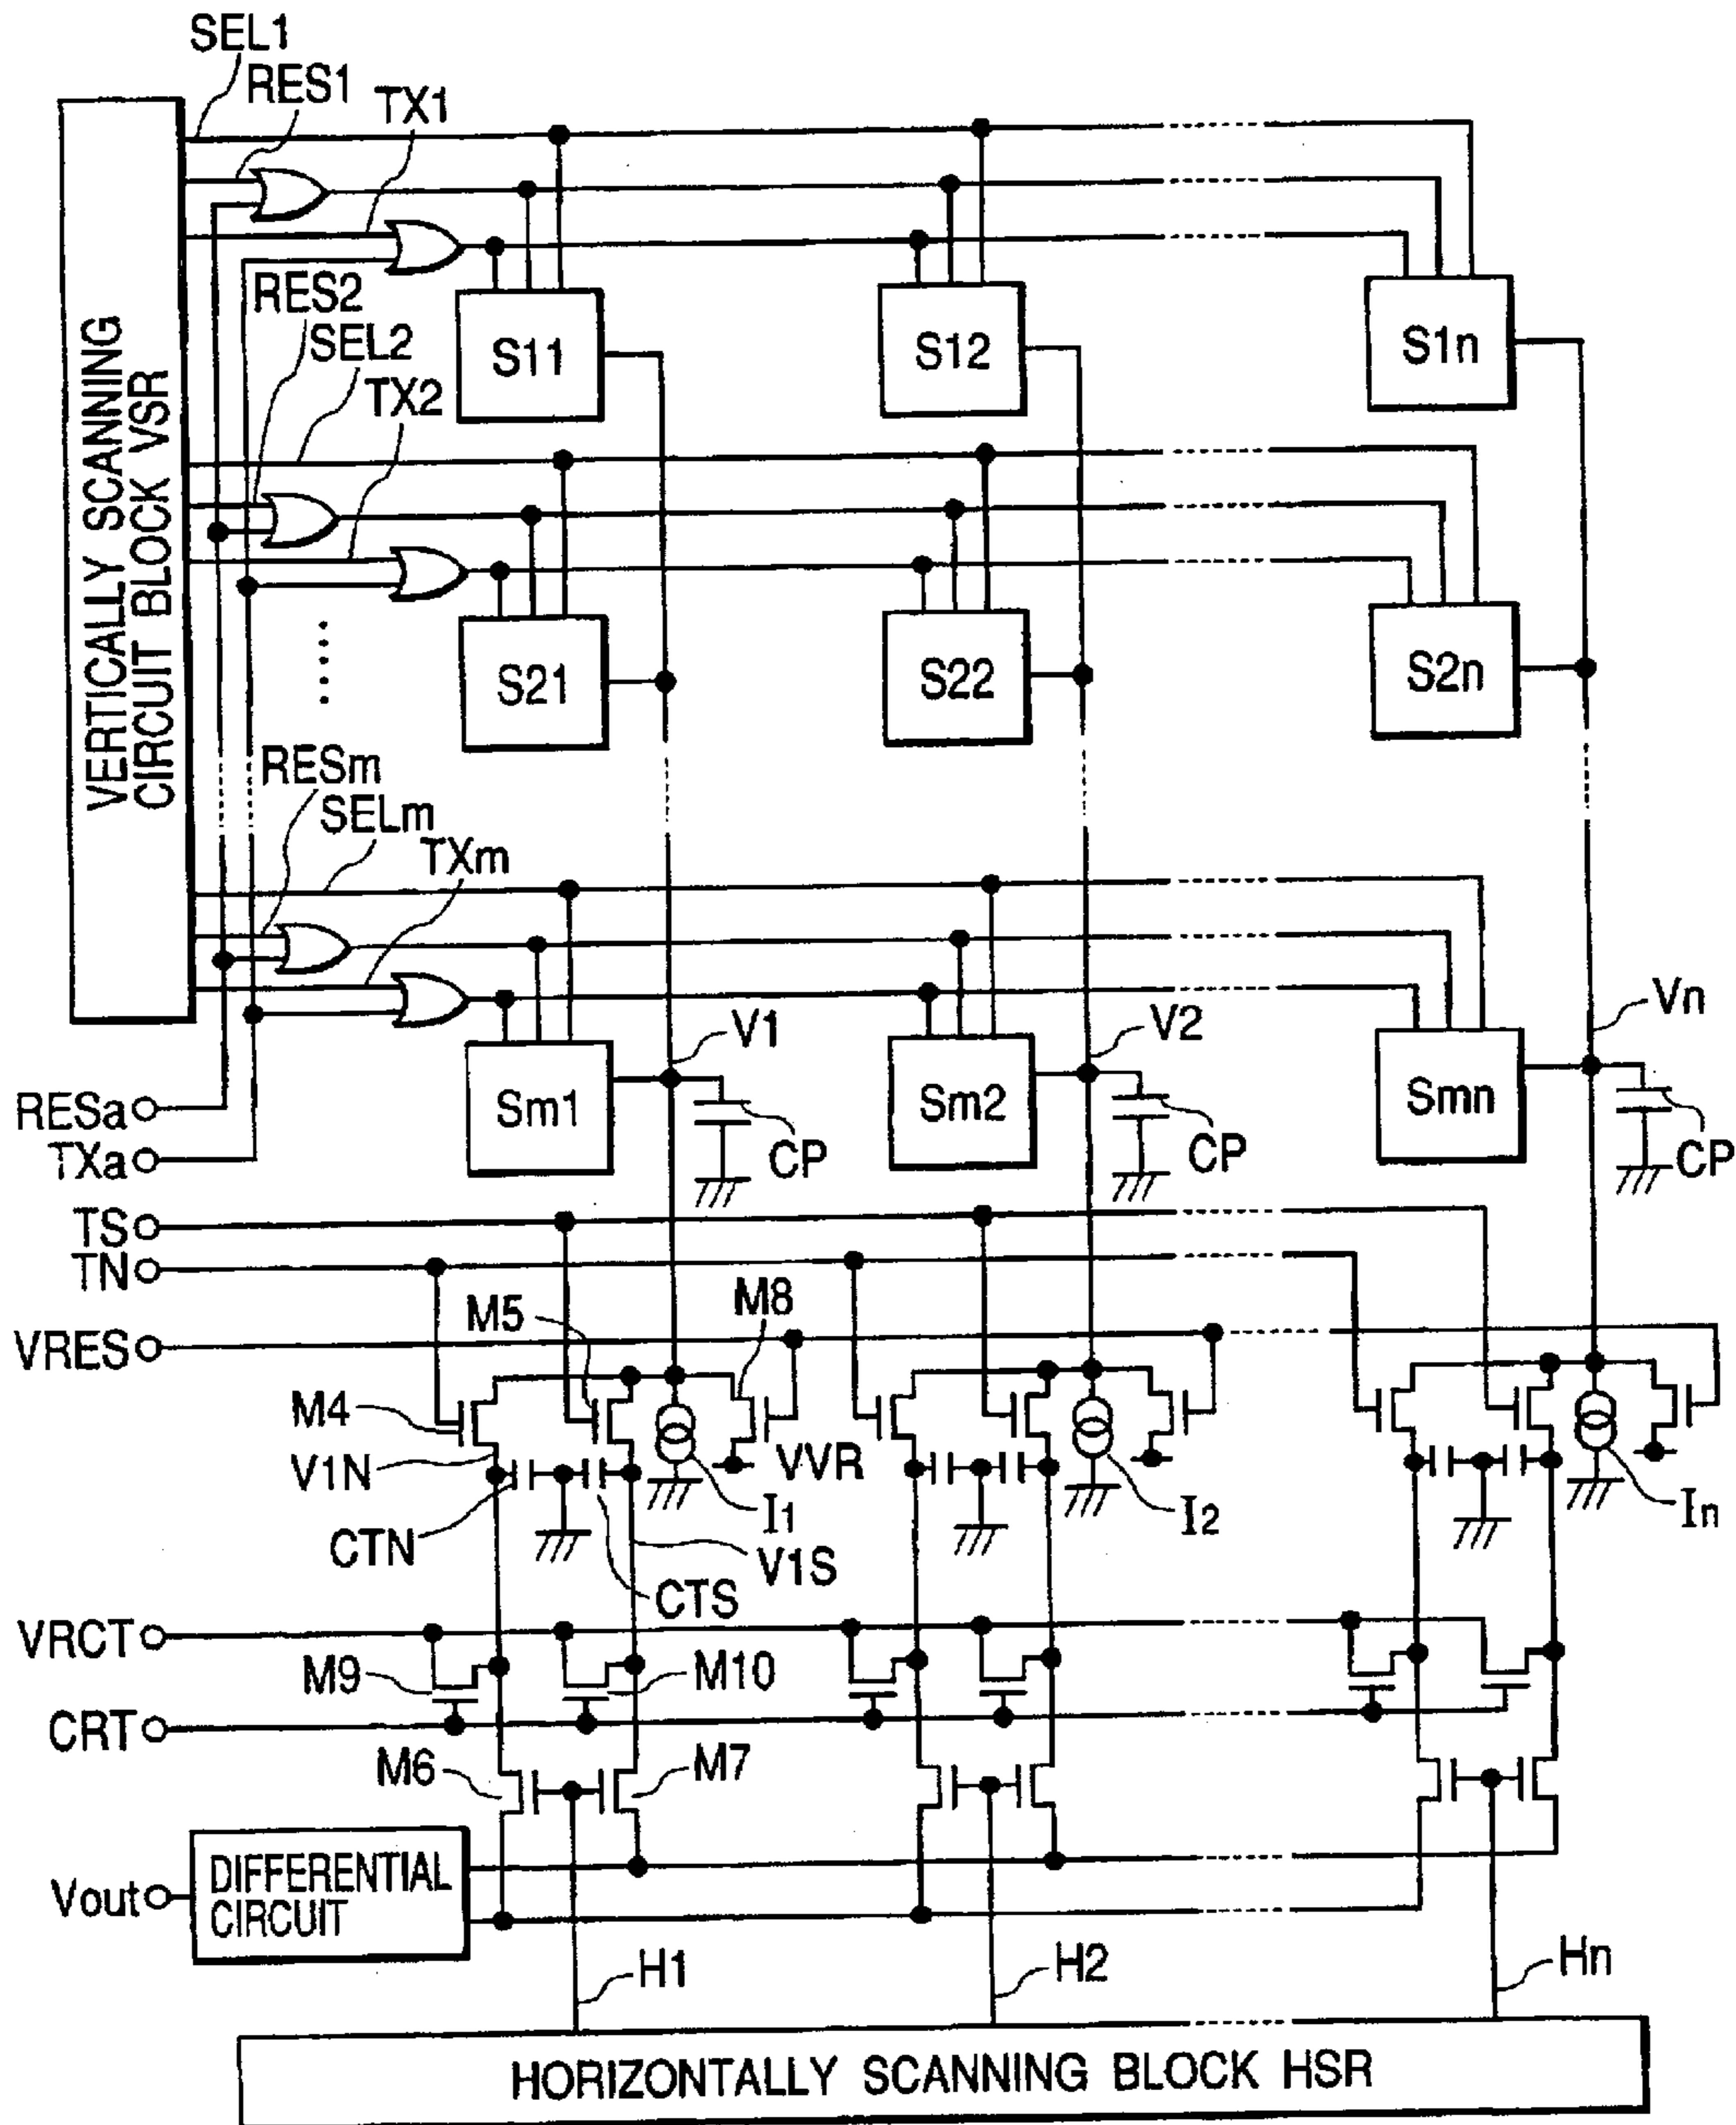 SEL1
RES1
TX1
VERTICALLY SCANNING
CIRCUIT BLOCK VSR
S11
S12
S1n
RES2
SEL2
TX2
S21
S22
S2n
RESm
SELm
TXm
V1
V2
Vn
Sm1
Sm2
Smn
CP
CP
CP
RESa
TXa
TS
TN
VRES
M5
M8
M4
V1N
VVR
CTN
I1
I2
In
V1S
CTS
VRCT
M9
M10
CRT
M6
M7
Vout
DIFFERENTIAL
CIRCUIT
H1
H2
Hn
HORIZONTALLY SCANNING BLOCK HSR